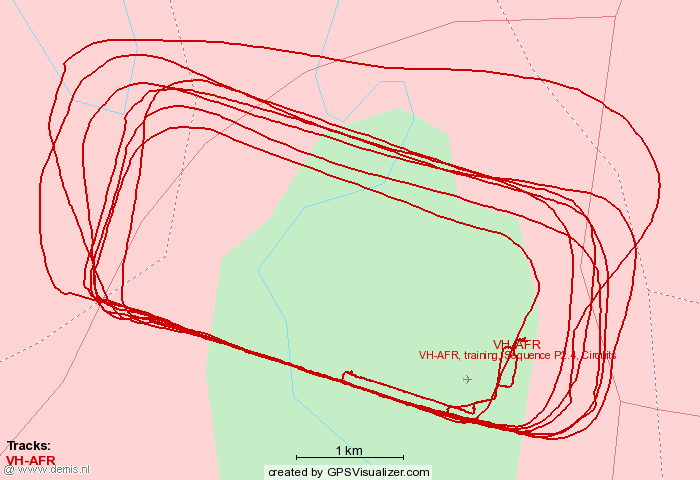 VH-AFR
VH-AFR, training (Sequence P2.4, Circuits
1 km
Tracks:
VH-AFR
@ www.demis.nl
created by GPSVisualizer.com